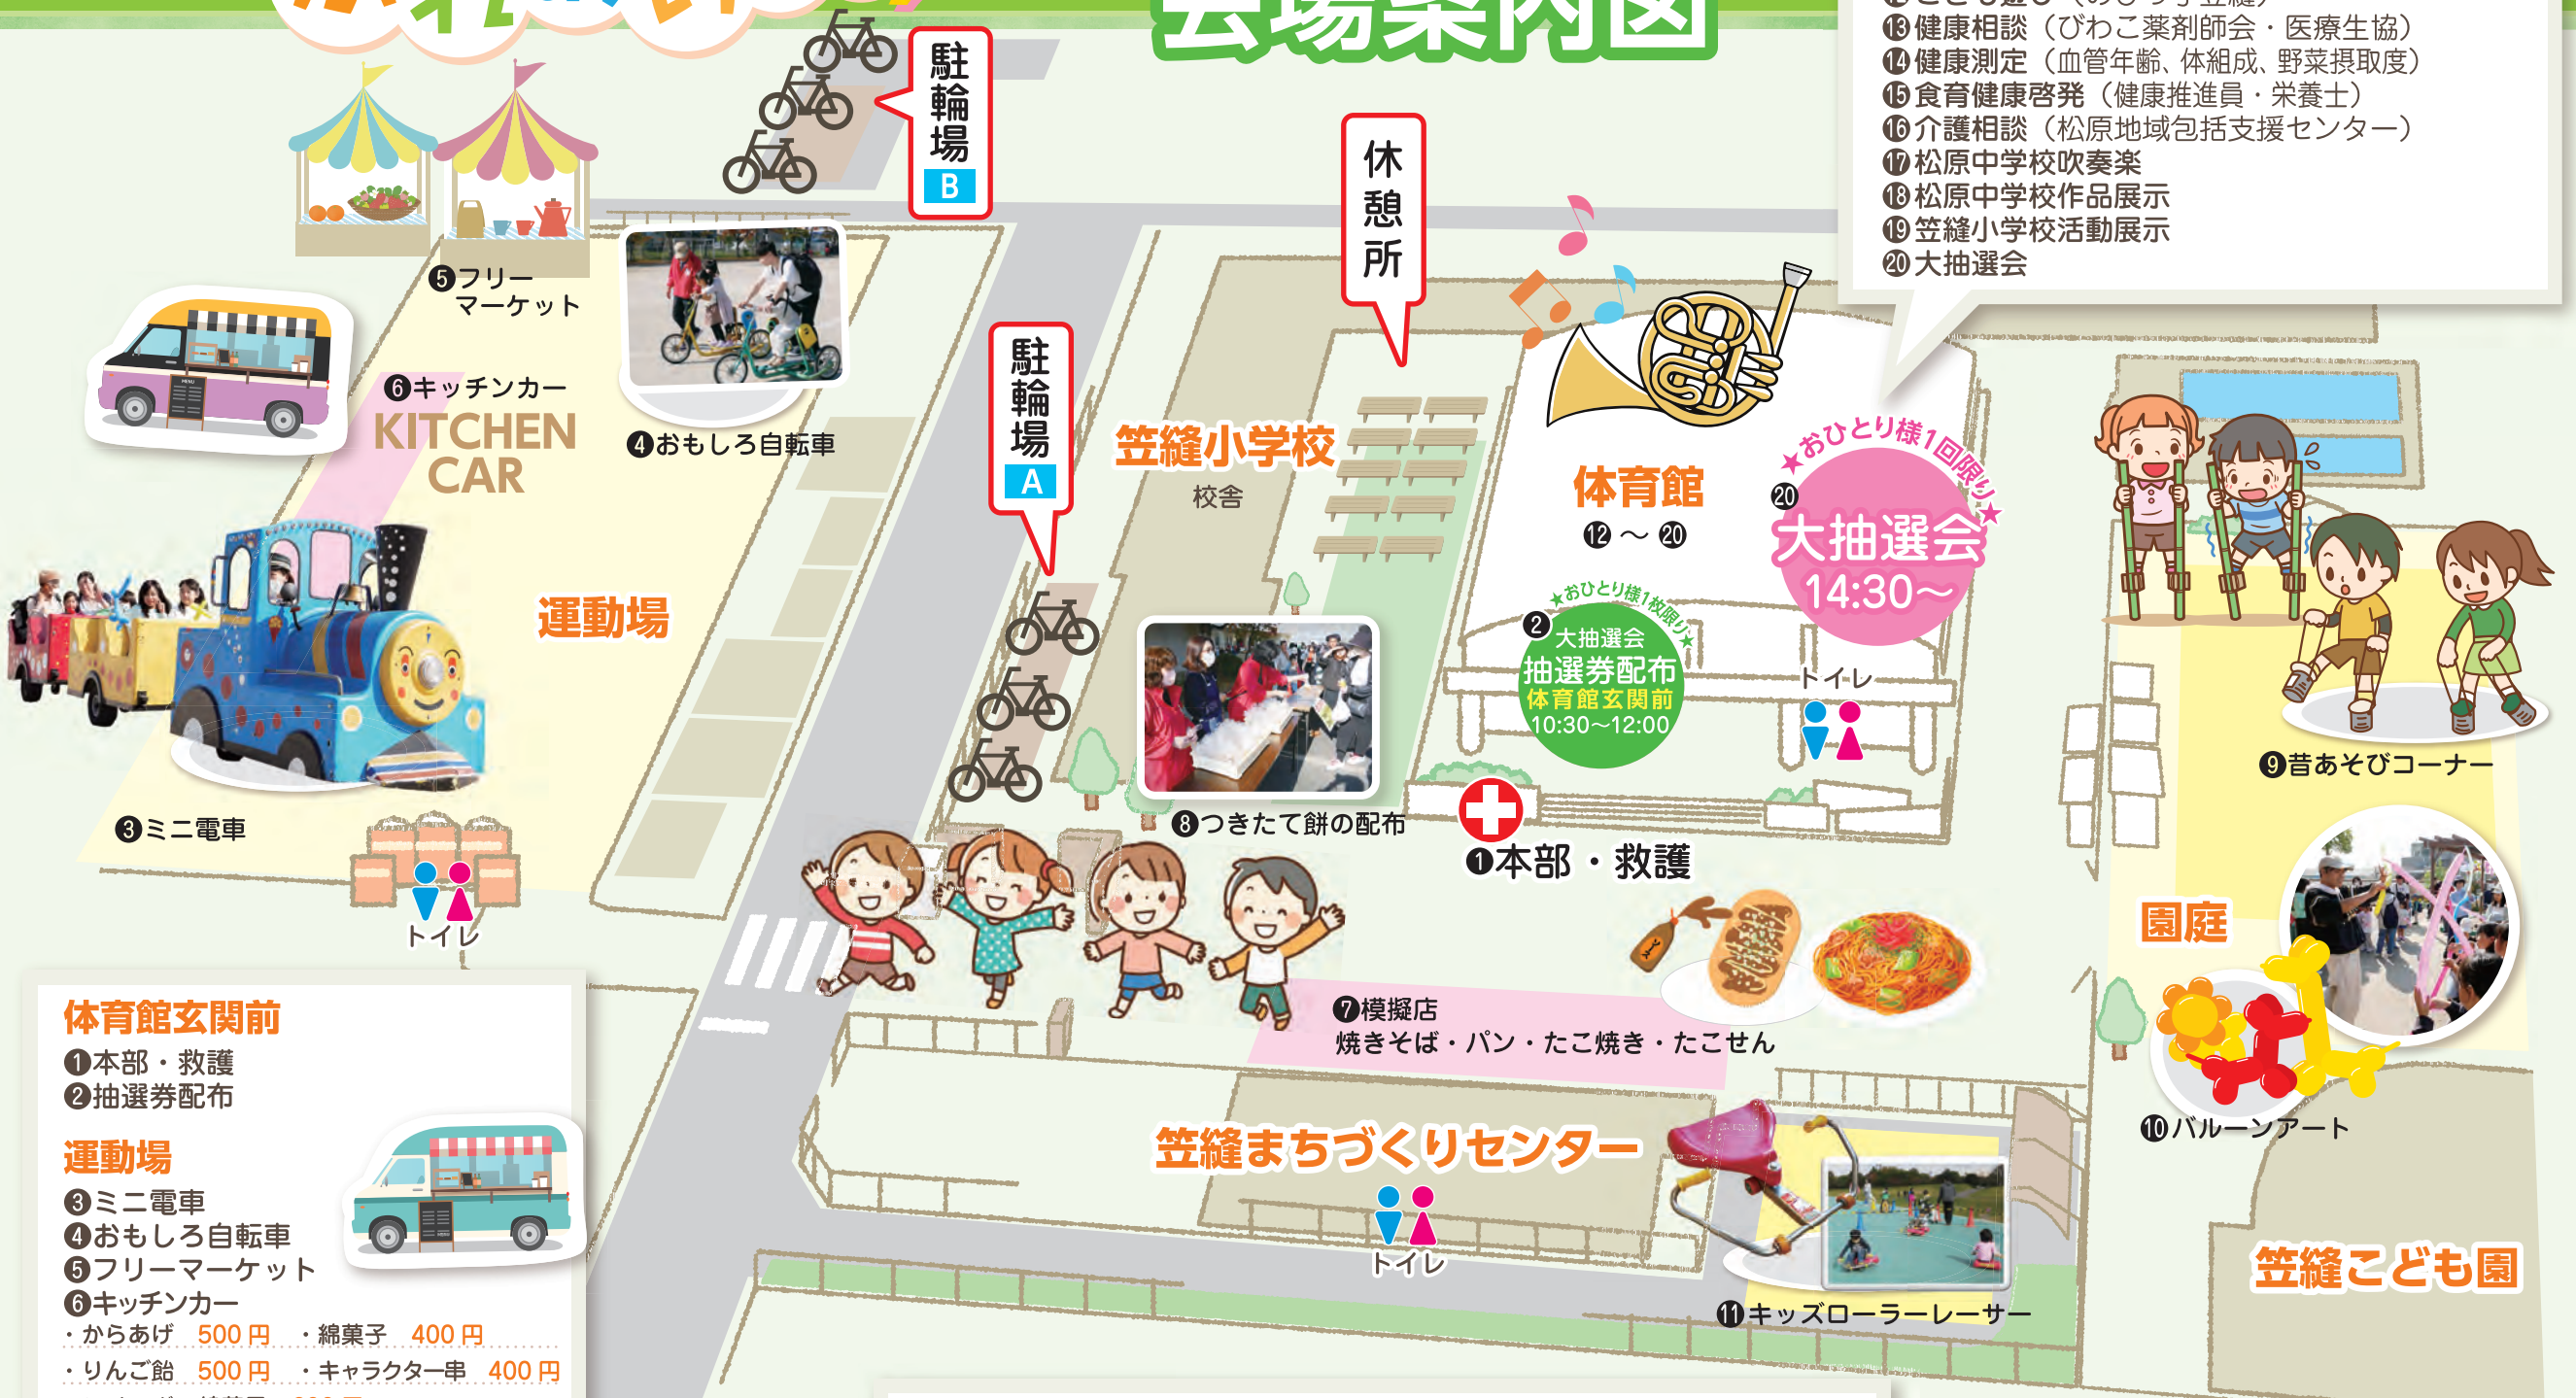 会場案内図
⑬健康相談（びわこ薬剤師会・医療生協）
⑭健康測定（血管年齢、体組成、野菜摂取度）
⑮食育健康啓発（健康推進員・栄養士）
⑯介護相談（松原地域包括支援センター）
⑰松原中学校吹奏楽
⑱松原中学校作品展示
⑲笠縫小学校活動展示
⑳大抽選会
駐輪場
B
休憩所
❺フリー
マーケット
❻キッチンカー
KITCHEN
CAR
❹おもしろ自転車
駐輪場
A
笠縫小学校
校舎
体育館
⑫～⑳
★おひとり様1回限り★
⑳
大抽選会
14:30～
運動場
★おひとり様1枚限り★
❷
大抽選会
抽選券配布
体育館玄関前
10:30～12:00
トイレ
❾昔あそびコーナー
❸ミニ電車
❽つきたて餅の配布
❶本部・救護
トイレ
園庭
❼模擬店
焼きそば・パン・たこ焼き・たこせん
❿バルーンアート
笠縫まちづくりセンター
トイレ
笠縫こども園
⓫キッズローラーレーサー
体育館玄関前
❶本部・救護
❷抽選券配布
運動場
❸ミニ電車
❹おもしろ自転車
❺フリーマーケット
❻キッチンカー
・からあげ 500円 ・綿菓子 400円
・りんご飴 500円 ・キャラクター串 400円